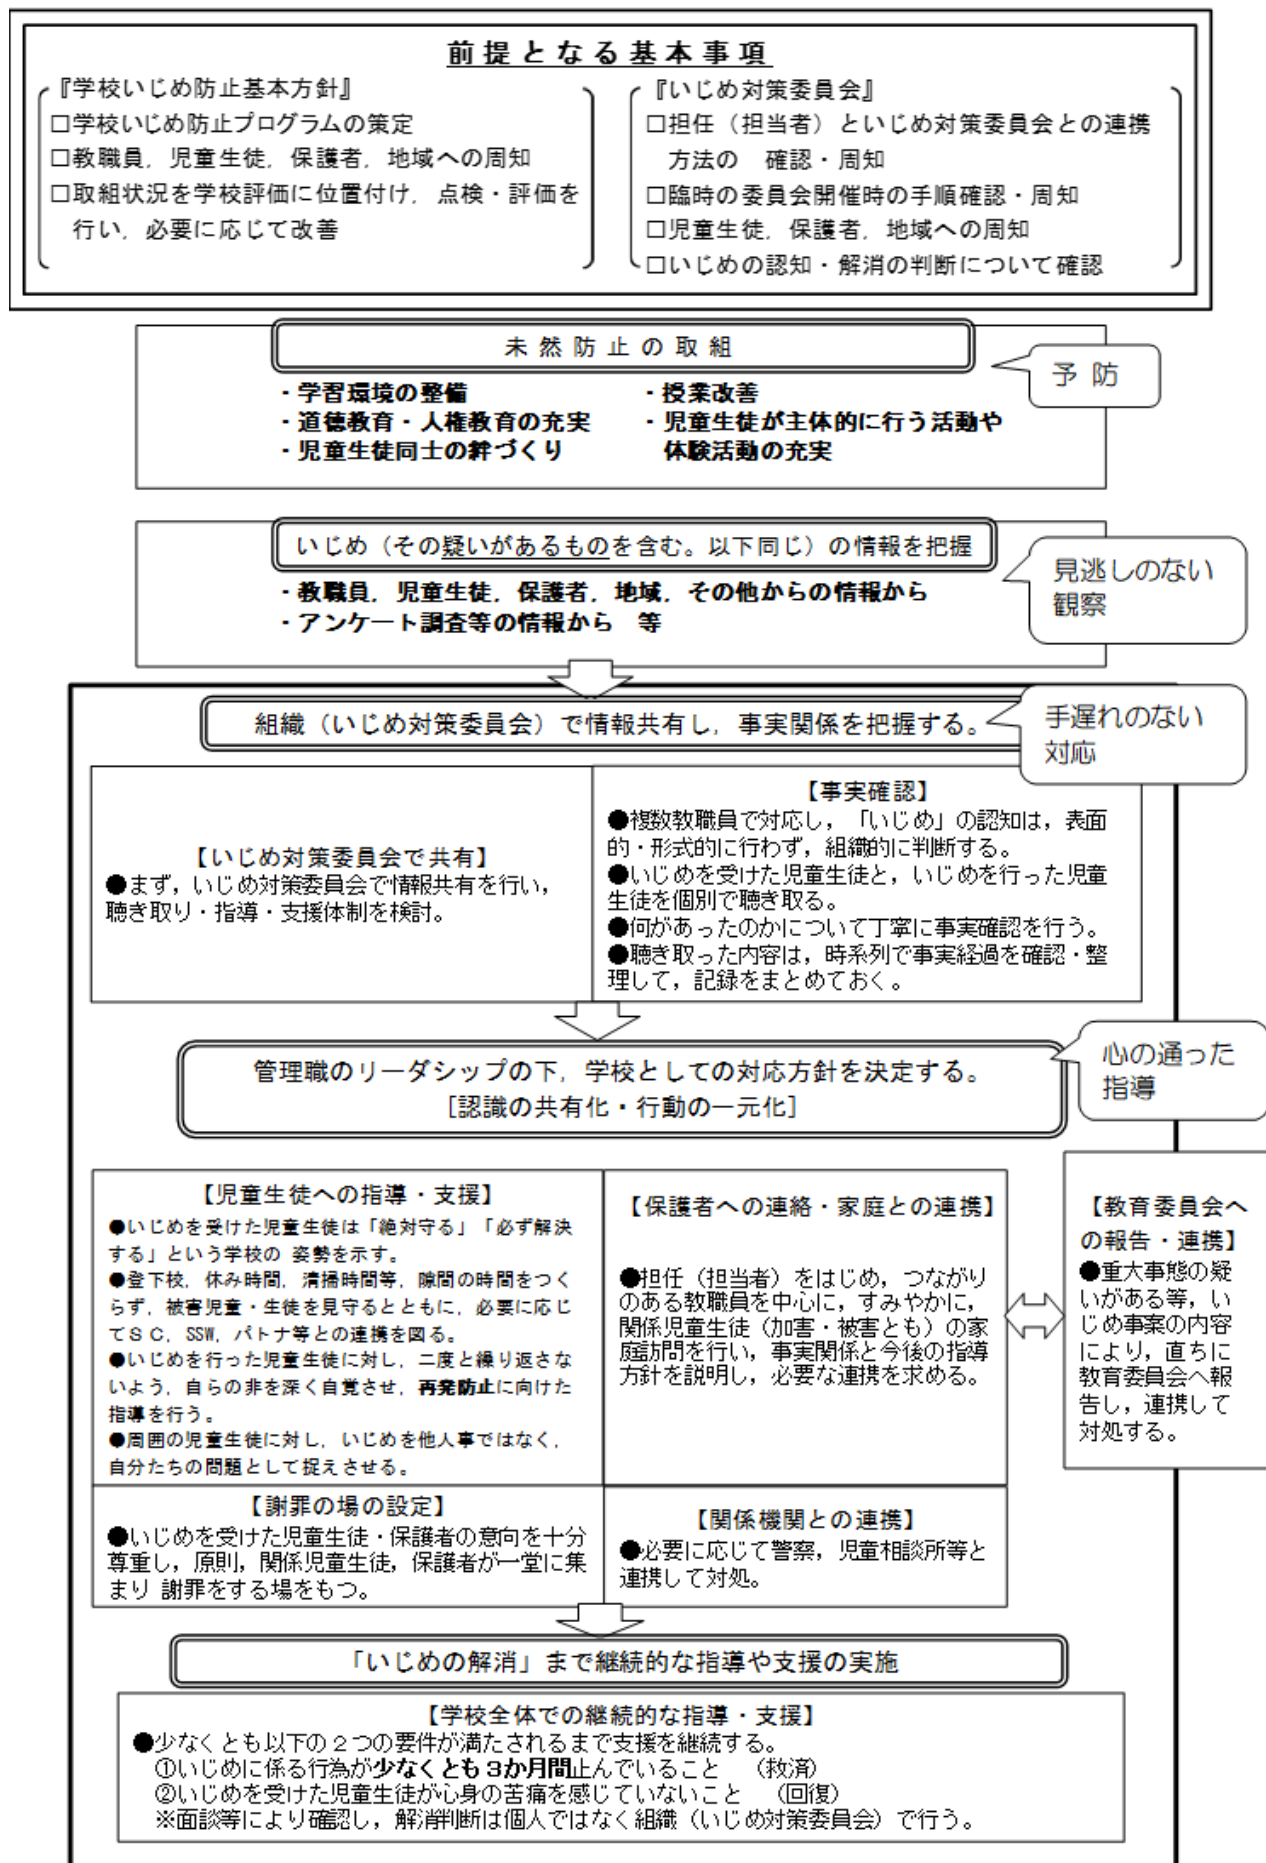 前提となる基本事項
『学校いじめ防止基本方針』
□学校いじめ防止プログラムの策定
□教職員，児童生徒，保護者，地域への周知
□取組状況を学校評価に位置付け，点検・評価を
行い，必要に応じて改善
『いじめ対策委員会』
□担任（担当者）といじめ対策委員会との連携
方法の　確認・周知
□臨時の委員会開催時の手順確認・周知
□児童生徒，保護者，地域への周知
□いじめの認知・解消の判断について確認
未然防止の取組
予 防
・学習環境の整備
・道徳教育・人権教育の充実
・児童生徒同士の絆づくり
・授業改善
・児童生徒が主体的に行う活動や
体験活動の充実
いじめ（その疑いがあるものを含む。以下同じ）の情報を把握
見逃しのない
観察
・教職員，児童生徒，保護者，地域，その他からの情報から
・アンケート調査等の情報から　等
組織（いじめ対策委員会）で情報共有し，事実関係を把握する。
手遅れのない
対応
【いじめ対策委員会で共有】
●まず，いじめ対策委員会で情報共有を行い，
聴き取り・指導・支援体制を検討。
【事実確認】
●複数教職員で対応し，「いじめ」の認知は，表面
的・形式的に行わず，組織的に判断する。
●いじめを受けた児童生徒と，いじめを行った児童
生徒を個別で聴き取る。
●何があったのかについて丁寧に事実確認を行う。
●聴き取った内容は，時系列で事実経過を確認・整
理して，記録をまとめておく。
管理職のリーダシップの下，学校としての対応方針を決定する。
［認識の共有化・行動の一元化］
心の通った
指導
【児童生徒への指導・支援】
●いじめを受けた児童生徒は「絶対守る」「必ず解決
する」という学校の 姿勢を示す。
●登下校，休み時間，清掃時間等，隙間の時間をつく
らず，被害児童・生徒を見守るとともに，必要に応じ
てＳＣ，SSW，パトナ等との連携を図る。
●いじめを行った児童生徒に対し，二度と繰り返さな
いよう，自らの非を深く自覚させ，再発防止に向けた
指導を行う。
●周囲の児童生徒に対し，いじめを他人事ではなく，
自分たちの問題として捉えさせる。
【保護者への連絡・家庭との連携】
●担任（担当者）をはじめ，つながり
のある教職員を中心に，すみやかに，
関係児童生徒（加害・被害とも）の家
庭訪問を行い，事実関係と今後の指導
方針を説明し，必要な連携を求める。
【教育委員会へ
の報告・連携】
●重大事態の疑
いがある等，い
じめ事案の内容
により，直ちに
教育委員会へ報
告し，連携して
対処する。
【謝罪の場の設定】
●いじめを受けた児童生徒・保護者の意向を十分
尊重し，原則，関係児童生徒，保護者が一堂に集
まり 謝罪をする場をもつ。
【関係機関との連携】
●必要に応じて警察，児童相談所等と
連携して対処。
「いじめの解消」まで継続的な指導や支援の実施
【学校全体での継続的な指導・支援】
●少なくとも以下の２つの要件が満たされるまで支援を継続する。
①いじめに係る行為が少なくとも３か月間止んでいること　（救済）
②いじめを受けた児童生徒が心身の苦痛を感じていないこと　（回復）
※面談等により確認し，解消判断は個人ではなく組織（いじめ対策委員会）で行う。